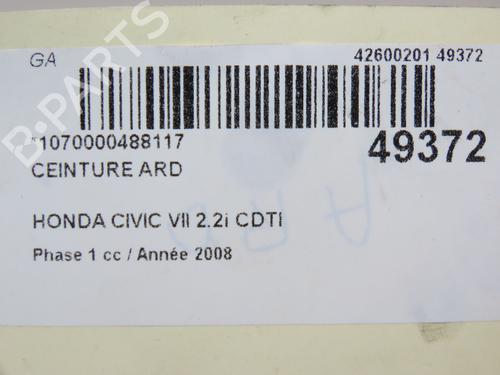 GA
42600201 49372
*1070000488117
49372
CEINTURE ARD
HONDA CIVIC VII 2.2i CDTI
Phase 1 cc / Année 2008
B-PARTS